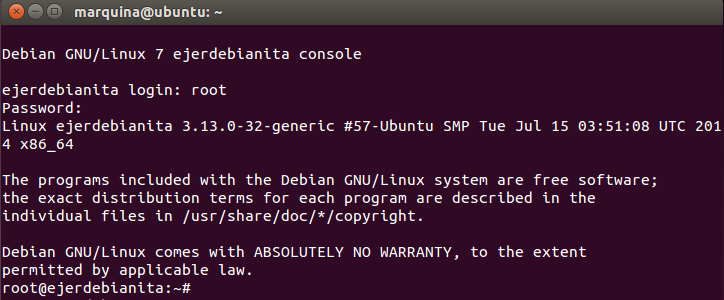 marquina@ubuntu: ~
Debian GNU/Linux 7 ejerdebianita console
ejerdebianita login: root
Password:
Linux ejerdebianita 3.13.0-32-generic #57-Ubuntu SMP Tue Jul 15 03:51:08 UTC 201
4 x86_64
The programs included with the Debian GNU/Linux system are free software;
the exact distribution terms for each program are described in the
individual files in /usr/share/doc/*/copyright.
Debian GNU/Linux comes with ABSOLUTELY NO WARRANTY, to the extent
permitted by applicable law.
root@ejerdebianita:~#